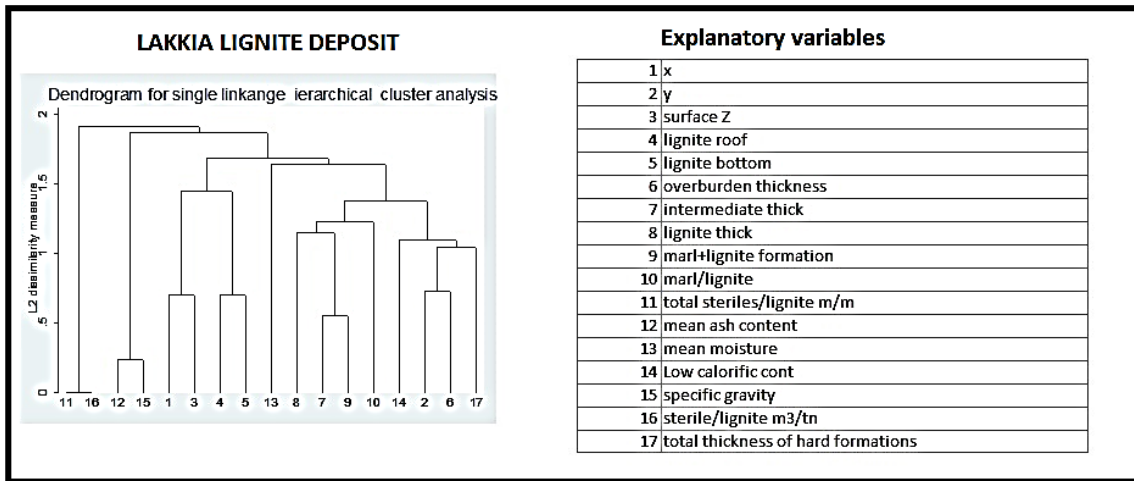 LAKKIA LIGNITE DEPOSIT
Dendrogram for single linkange ierarchical cluster analysis
L2 dissimilarity measure
2
1.5
1
.5
0
11 16 12 15 1 3 4 5 13 8 7 9 10 14 2 6 17
Explanatory variables
1 x
2 y
3 surface Z
4 lignite roof
5 lignite bottom
6 overburden thickness
7 intermediate thick
8 lignite thick
9 marl+lignite formation
10 marl/lignite
11 total steriles/lignite m/m
12 mean ash content
13 mean moisture
14 Low calorific cont
15 specific gravity
16 sterile/lignite m3/tn
17 total thickness of hard formations